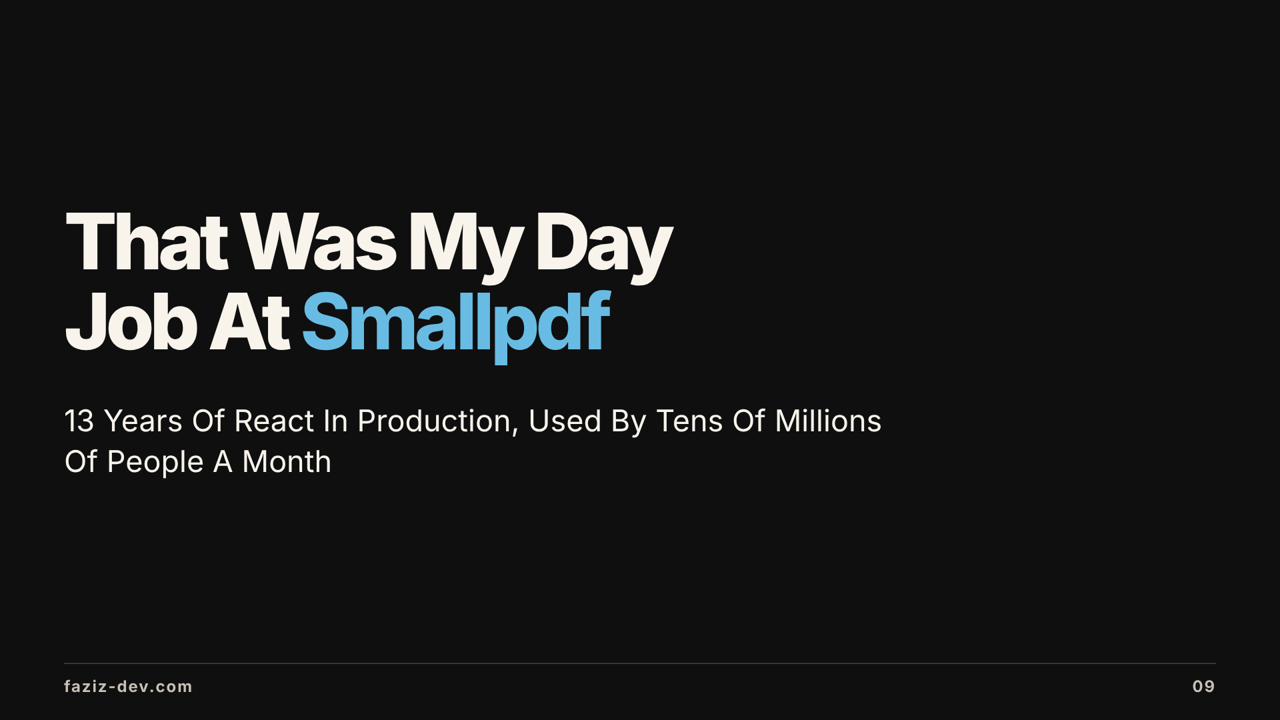 That Was My Day
Job At Smallpdf
13 Years Of React In Production, Used By Tens Of Millions
Of People A Month
faziz-dev.com
09